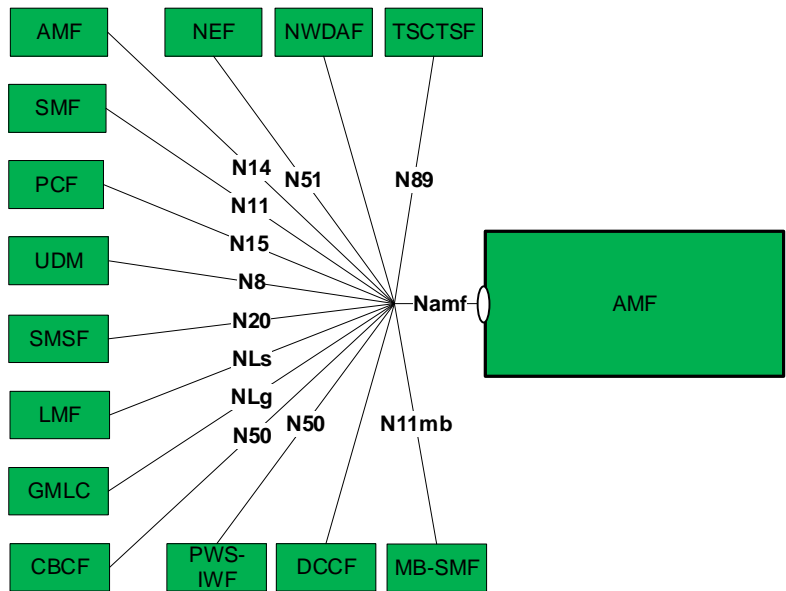 AMF
NEF
NWDAF
TSCTSF
SMF
N14
N51
N89
PCF
N11
N15
UDM
N8
Namf
AMF
SMSF
N20
NLs
LMF
NLg
N50
N50
N11mb
GMLC
CBCF
PWS-
IWF
DCCF
MB-SMF